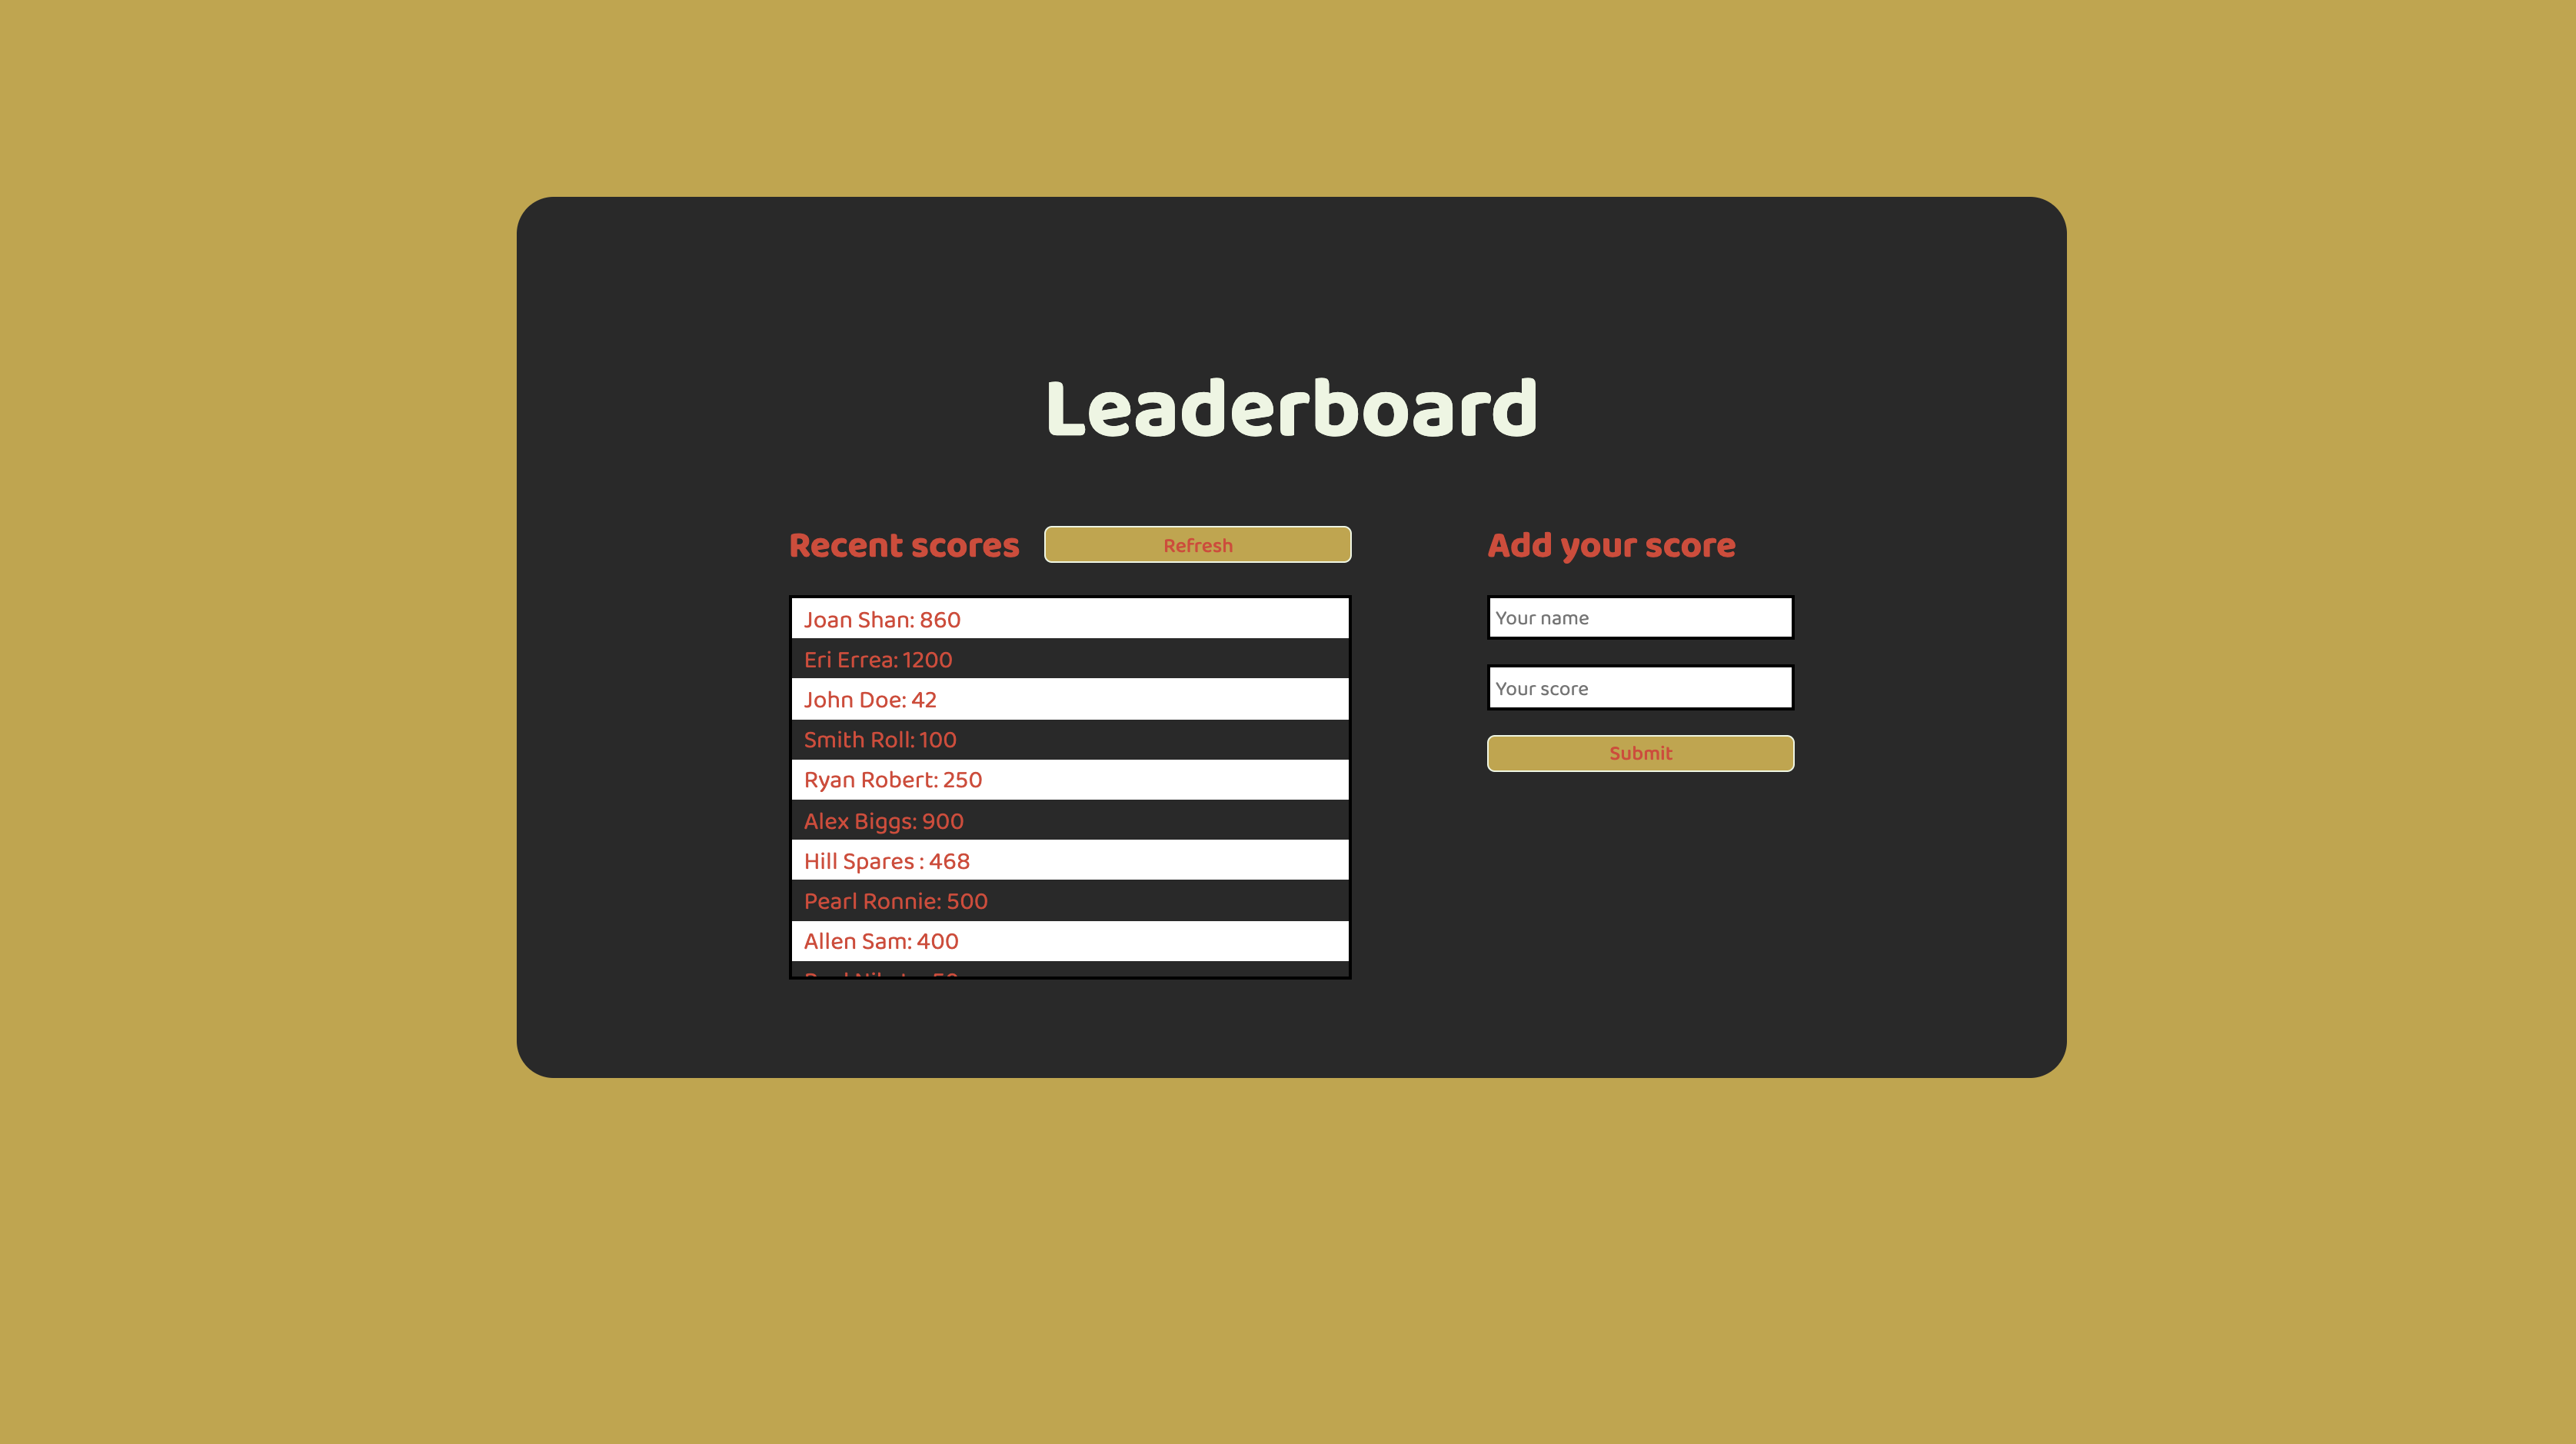 Leaderboard
Recent scores
Refresh
Joan Shan: 860
Eri Errea: 1200
John Doe: 42
Smith Roll: 100
Ryan Robert: 250
Alex Biggs: 900
Hill Spares : 468
Pearl Ronnie: 500
Allen Sam: 400
Add your score
Your name
Your score
Submit